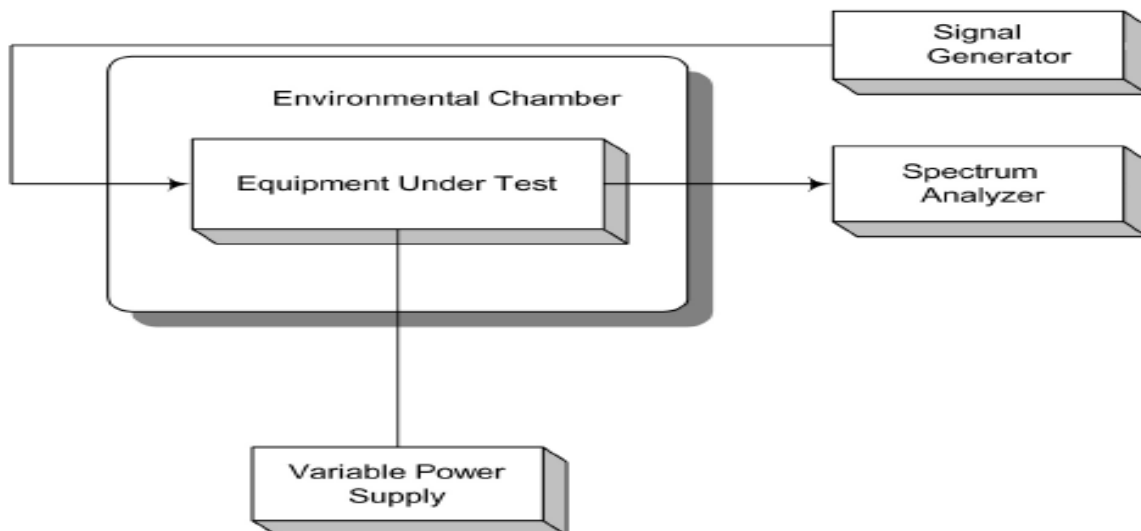 Signal
Generator
Environmental Chamber
Equipment Under Test
Spectrum
Analyzer
Variable Power
Supply